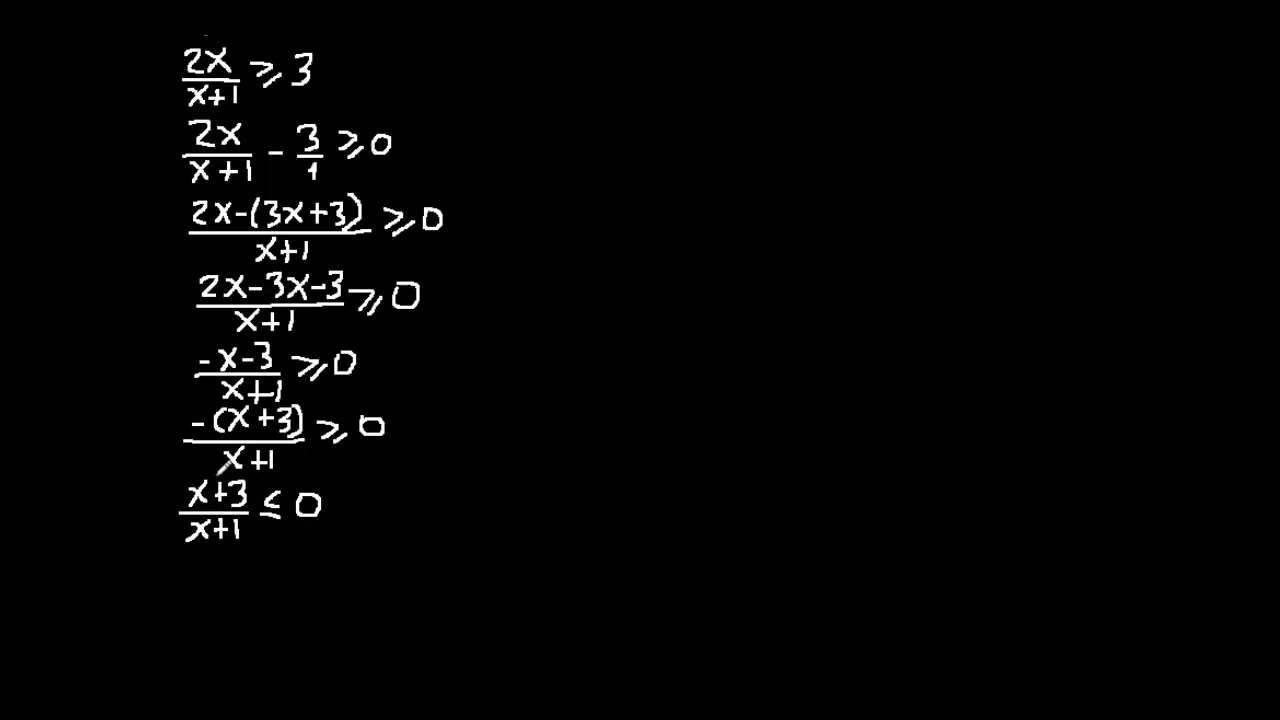 2x/(x+1) ≥ 3
2x/(x+1) - 3/1 ≥ 0
(2x-(3x+3))/(x+1) ≥ 0
(2x-3x-3)/(x+1) ≥ 0
(-x-3)/(x+1) ≥ 0
-(x+3)/(x+1) ≥ 0
(x+3)/(x+1) ≤ 0